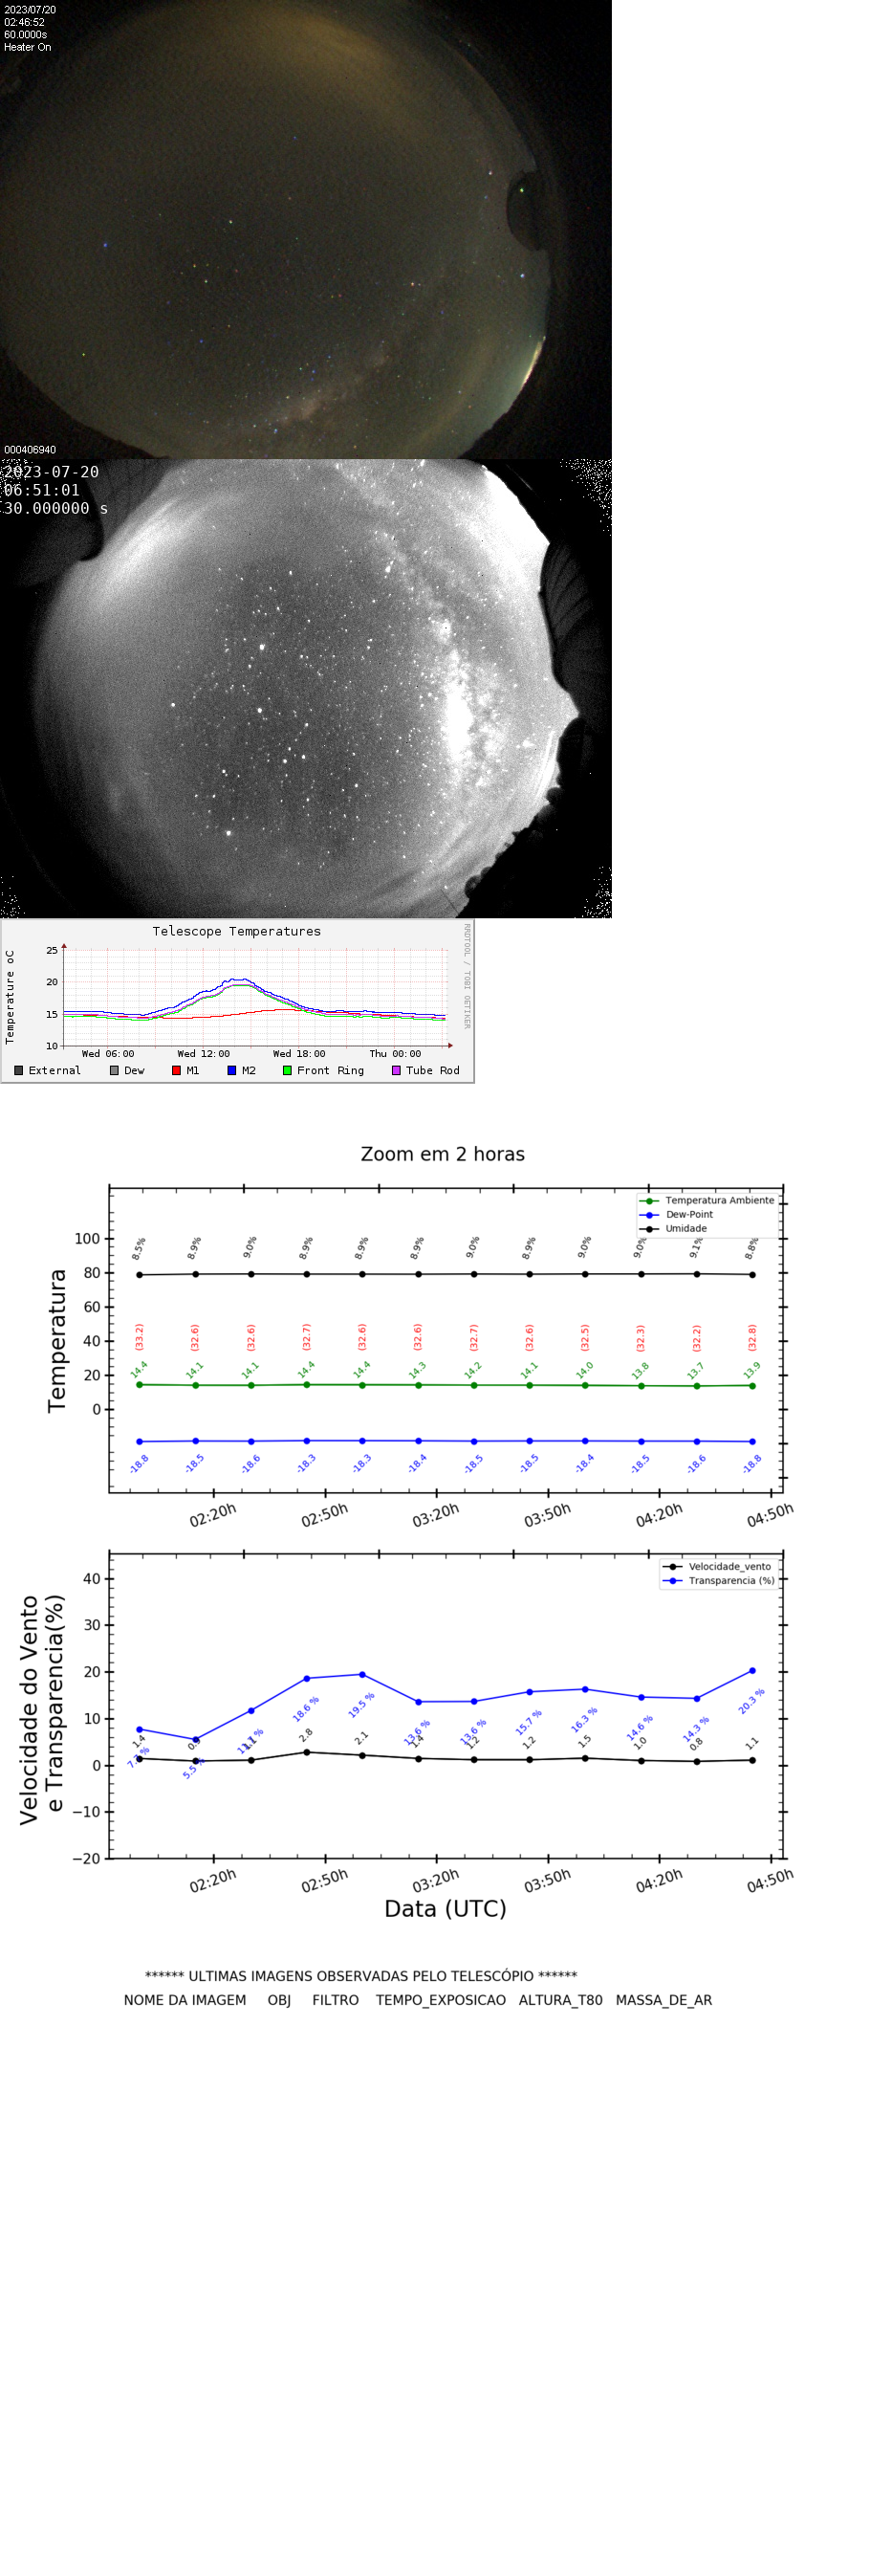 2023/07/20
02:46:52
60.0000s
Heater On
000406940
2023-07-20
06:51:01
30.000000 s
Telescope Temperatures
RRDTOOL / TOBI OETIKER
Temperature oC
25
20
15
10
Wed 06:00 Wed 12:00 Wed 18:00 Thu 00:00
External Dew M1 M2 Front Ring Tube Rod
Zoom em 2 horas
Temperatura Ambiente
Dew-Point
Umidade
Temperatura
100
80
60
40
20
0
8.5% 8.9% 9.0% 8.9% 8.9% 8.9% 9.0% 8.9% 9.0% 9.0% 9.1% 8.8%
(33.2) (32.6) (32.6) (32.7) (32.6) (32.6) (32.7) (32.6) (32.5) (32.3) (32.2) (32.8)
14.4 14.1 14.1 14.4 14.4 14.3 14.2 14.1 14.0 13.8 13.7 13.9
-18.8 -18.5 -18.6 -18.3 -18.3 -18.4 -18.5 -18.5 -18.4 -18.5 -18.6 -18.8
02:20h 02:50h 03:20h 03:50h 04:20h 04:50h
Velocidade_vento
Transparencia (%)
Velocidade do Vento
e Transparencia(%)
40
30
20
10
0
−10
−20
18.6 % 19.5 % 13.6 % 13.6 % 15.7 % 16.3 % 14.6 % 14.3 % 20.3 %
1.4 2.8 2.1 1.4 1.2 1.2 1.5 1.0 0.8 1.1
02:20h 02:50h 03:20h 03:50h 04:20h 04:50h
Data (UTC)
****** ULTIMAS IMAGENS OBSERVADAS PELO TELESCÓPIO ******
NOME DA IMAGEM OBJ FILTRO TEMPO_EXPOSICAO ALTURA_T80 MASSA_DE_AR